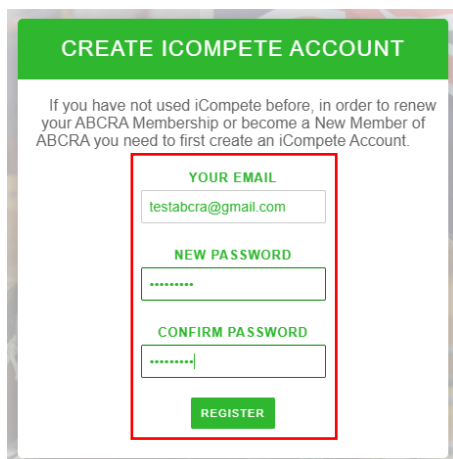 CREATE ICOMPETE ACCOUNT
If you have not used iCompete before, in order to renew
your ABCRA Membership or become a New Member of
ABCRA you need to first create an iCompete Account.
YOUR EMAIL
testabcra@gmail.com
NEW PASSWORD
•••••••••
CONFIRM PASSWORD
•••••••••
REGISTER